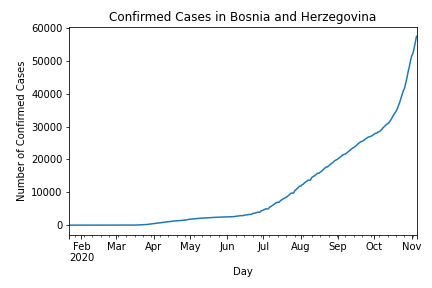 Confirmed Cases in Bosnia and Herzegovina
Number of Confirmed Cases
60000
50000
40000
30000
20000
10000
0
Feb Mar Apr May Jun Jul Aug Sep Oct Nov
2020
Day